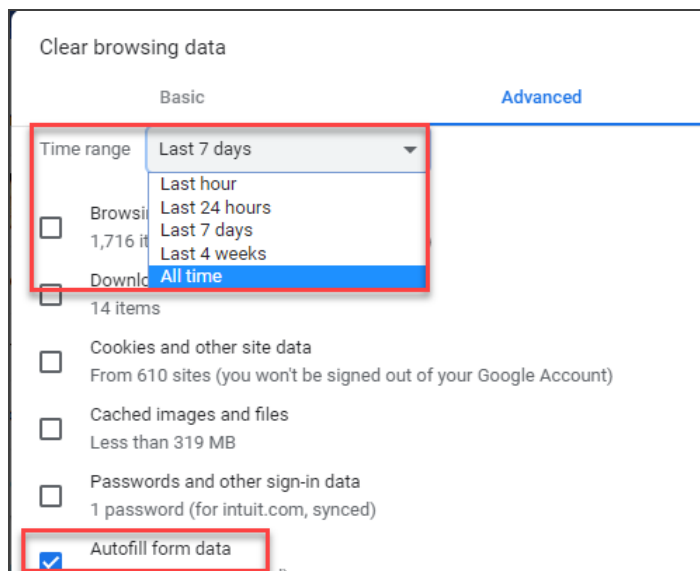 Clear browsing data
Basic Advanced
Time range Last 7 days
Last hour
Last 24 hours
Last 7 days
Last 4 weeks
All time
1,716
14 items
Cookies and other site data
From 610 sites (you won't be signed out of your Google Account)
Cached images and files
Less than 319 MB
Passwords and other sign-in data
1 password (for intuit.com, synced)
Autofill form data